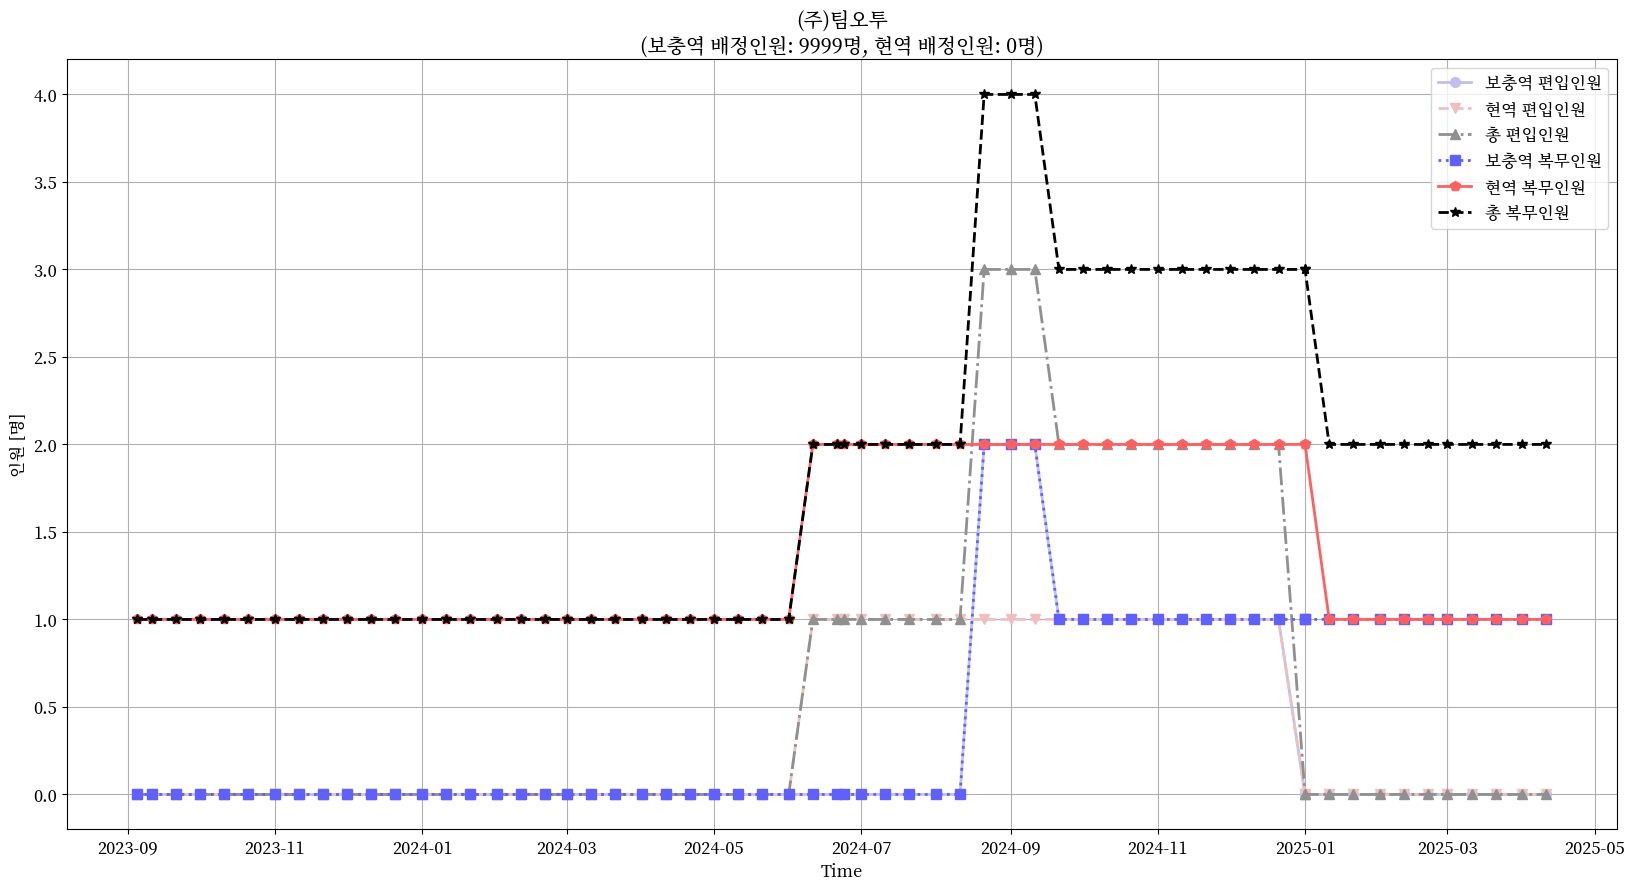 (주)팀오투
(보충역 배정인원: 9999명, 현역 배정인원: 0명)
보충역 편입인원
현역 편입인원
총 편입인원
보충역 복무인원
현역 복무인원
총 복무인원
인원 [명]
4.0
3.5
3.0
2.5
2.0
1.5
1.0
0.5
0.0
2023-09
2023-11
2024-01
2024-03
2024-05
2024-07
2024-09
2024-11
2025-01
2025-03
2025-05
Time